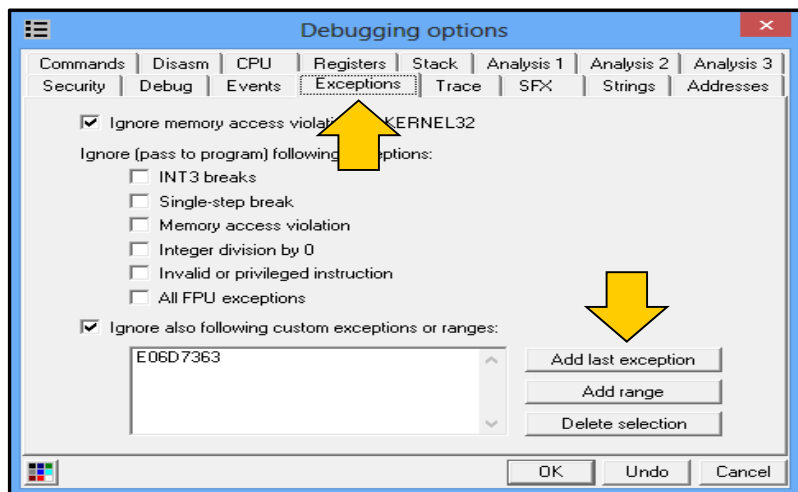 Debugging options
Commands Disasm CPU Registers Stack Analysis 1 Analysis 2 Analysis 3
Security Debug Events Exceptions Trace SFX Strings Addresses
Ignore memory access KERNEL32
Ignore (pass to program) following
INT3 breaks
Single-step break
Memory access violation
Integer division by 0
Invalid or privileged instruction
All FPU exceptions
Ignore also following custom exceptions or ranges:
E06D7363
Add last exception
Add range
Delete selection
OK Undo Cancel